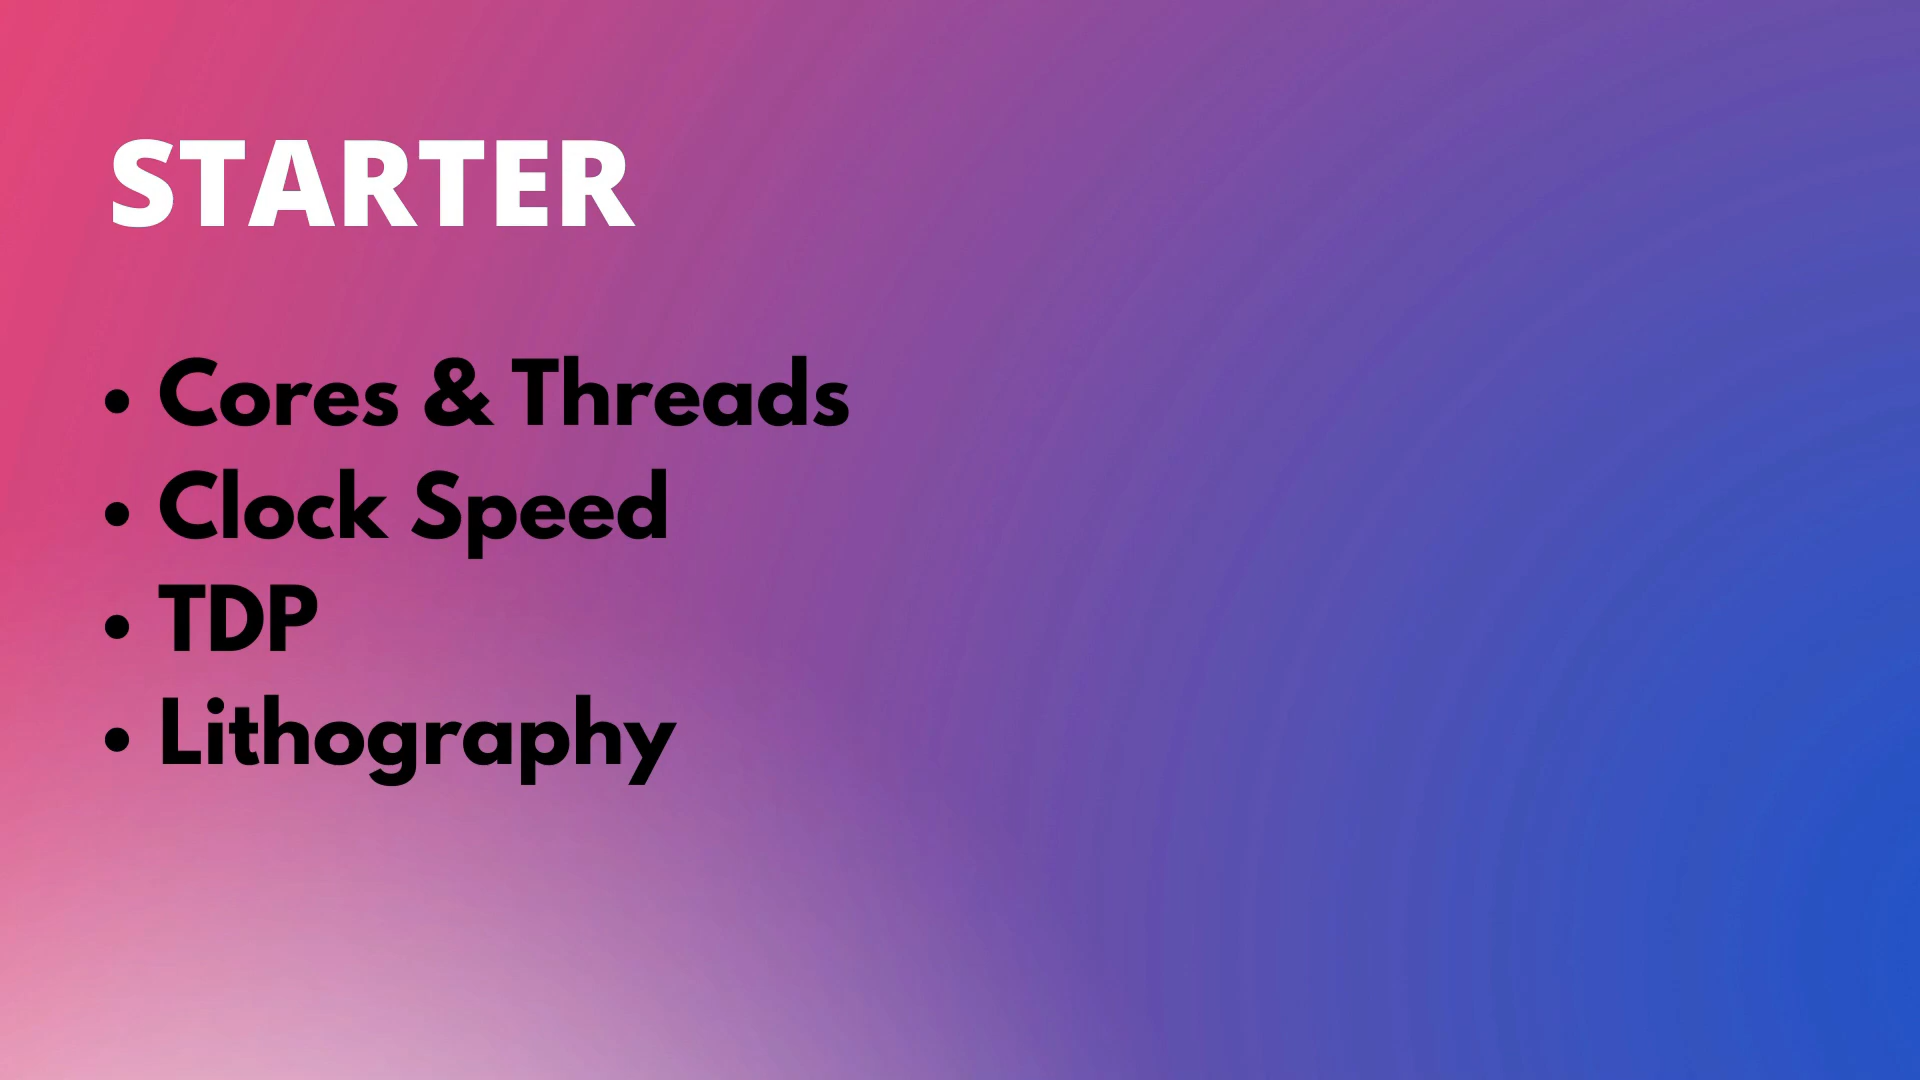 STARTER
• Cores & Threads
• Clock Speed
• TDP
• Lithography